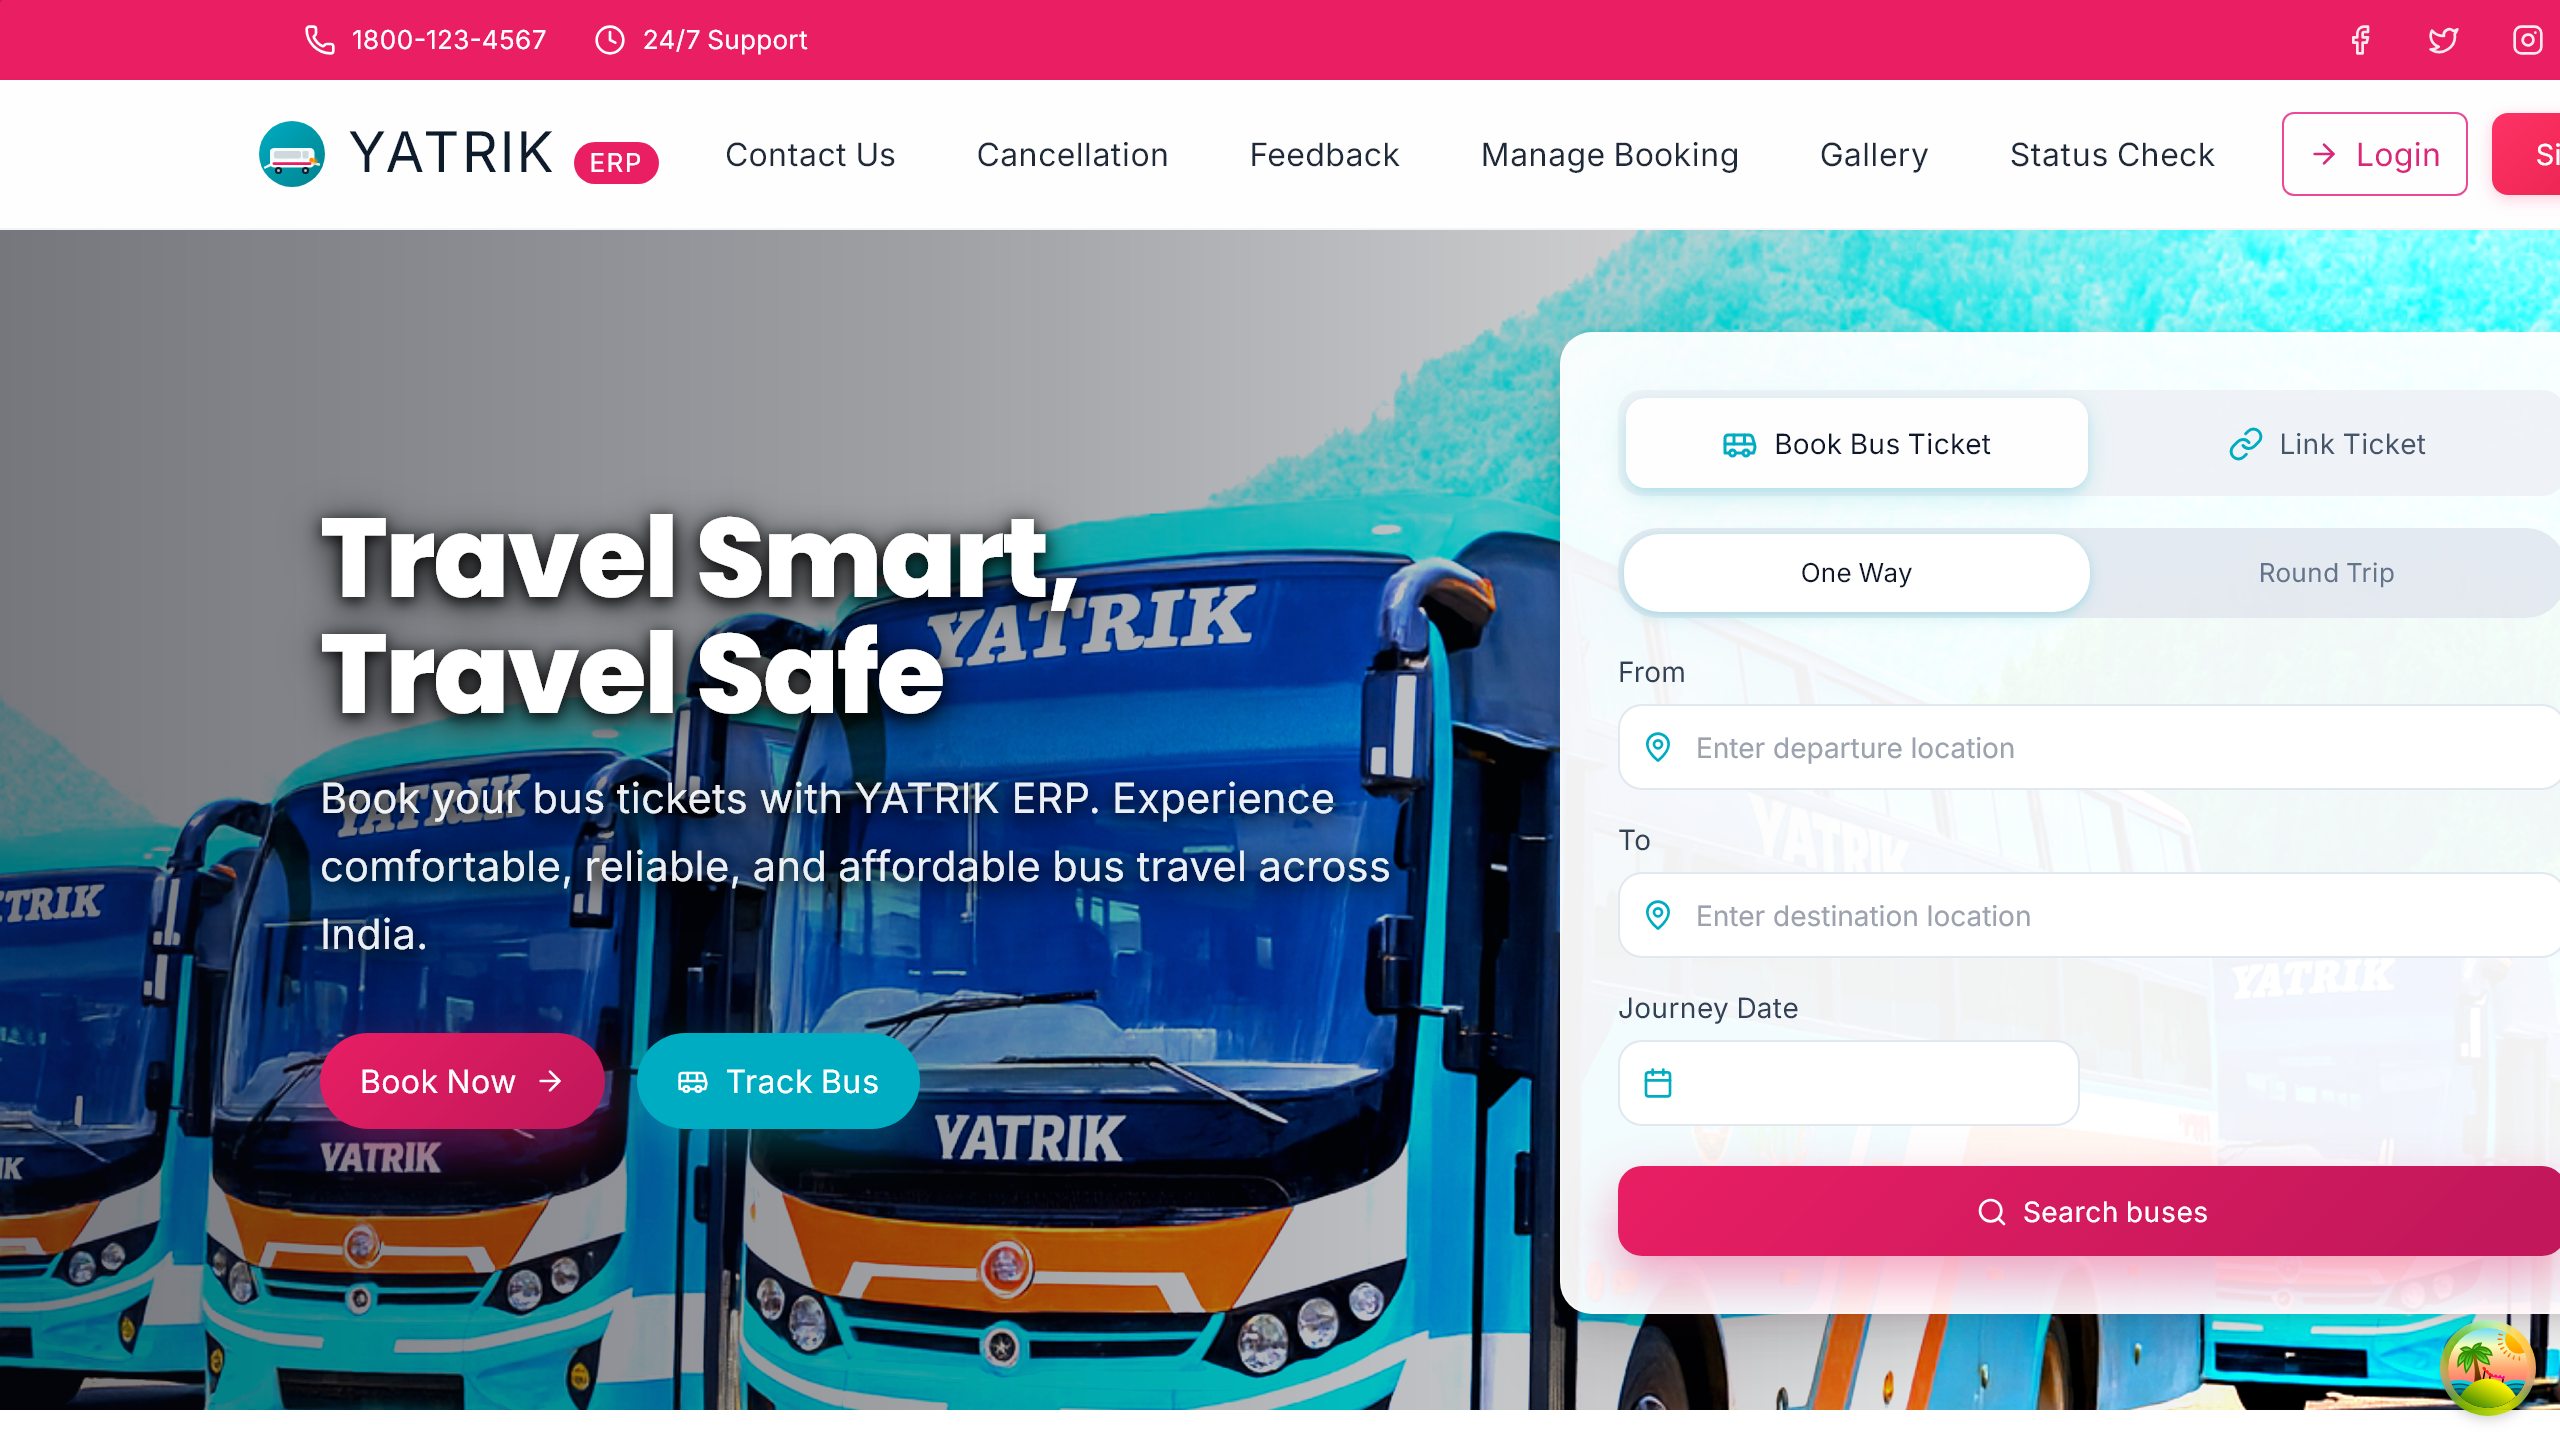 1800-123-4567
24/7 Support
YATRIK ERP
Contact Us
Cancellation
Feedback
Manage Booking
Gallery
Status Check
Login
Travel Smart,
Travel Safe
Book your bus tickets with YATRIK ERP. Experience
comfortable, reliable, and affordable bus travel across
India.
Book Now
Track Bus
Book Bus Ticket
Link Ticket
One Way
Round Trip
From
Enter departure location
To
Enter destination location
Journey Date
Search buses
YATRIK
YATRIK
YATRIK
YATRIK
YATRIK
YATRIK